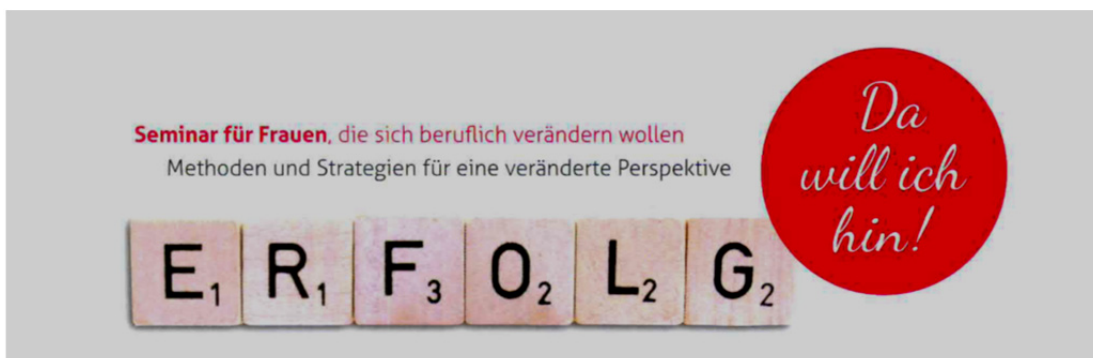 Seminar für Frauen, die sich beruflich verändern wollen
Methoden und Strategien für eine veränderte Perspektive
E1 R1 F3 O2 L2 G2
Da
will ich
hin!